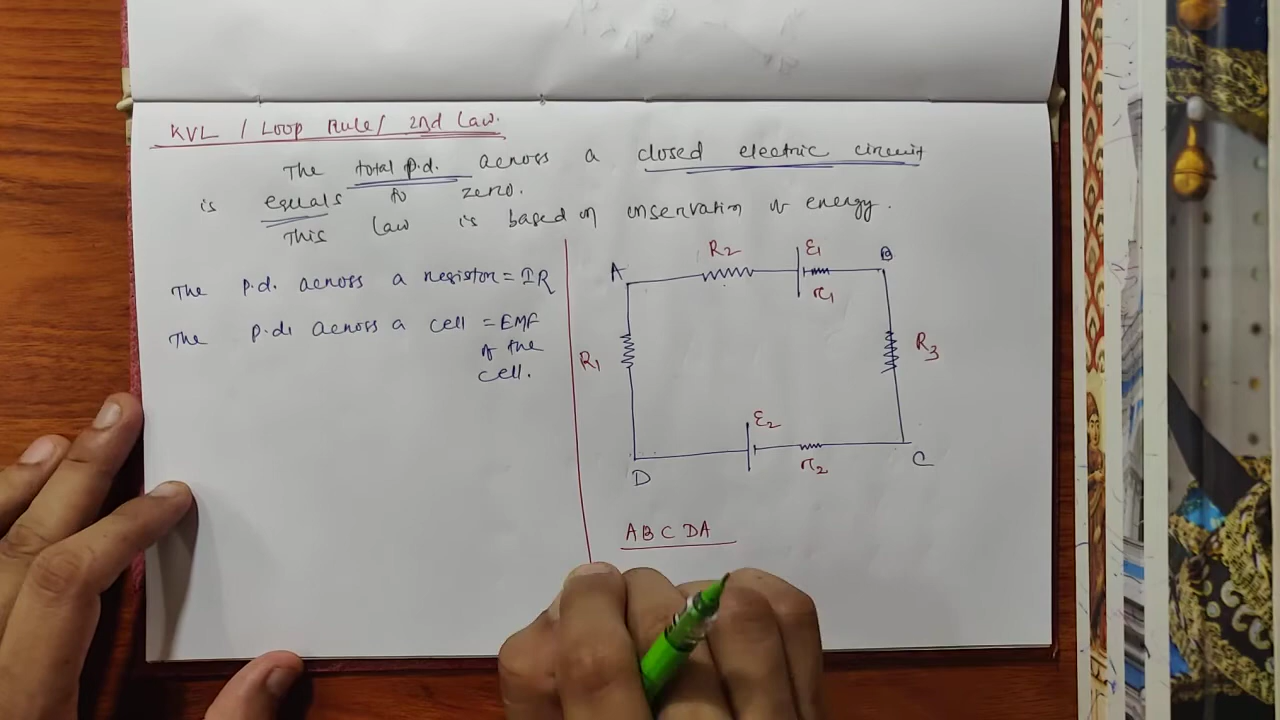 KVL / Loop Rule / 2nd Law.
The total p.d. across a closed electric circuit
is equals to zero.
This law is based on conservation of energy.
The p.d. across a resistor = IR
The p.d. across a cell = EMF
of the
cell.
A
R2
ε1
r1
B
R1
R3
ε2
r2
D
C
ABCDA